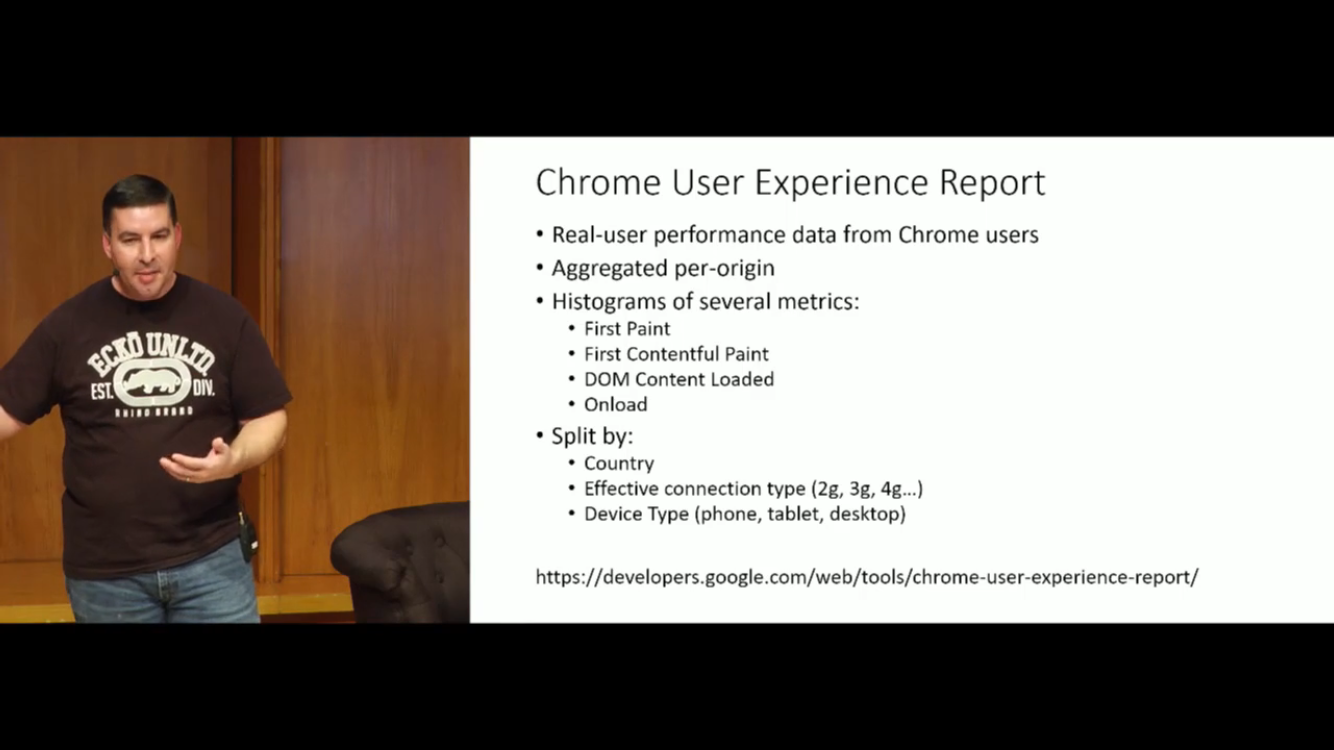 ECKŌ UNLTD.
EST. DIV.
RHINO BRAND
Chrome User Experience Report
• Real-user performance data from Chrome users
• Aggregated per-origin
• Histograms of several metrics:
• First Paint
• First Contentful Paint
• DOM Content Loaded
• Onload
• Split by:
• Country
• Effective connection type (2g, 3g, 4g...)
• Device Type (phone, tablet, desktop)
https://developers.google.com/web/tools/chrome-user-experience-report/